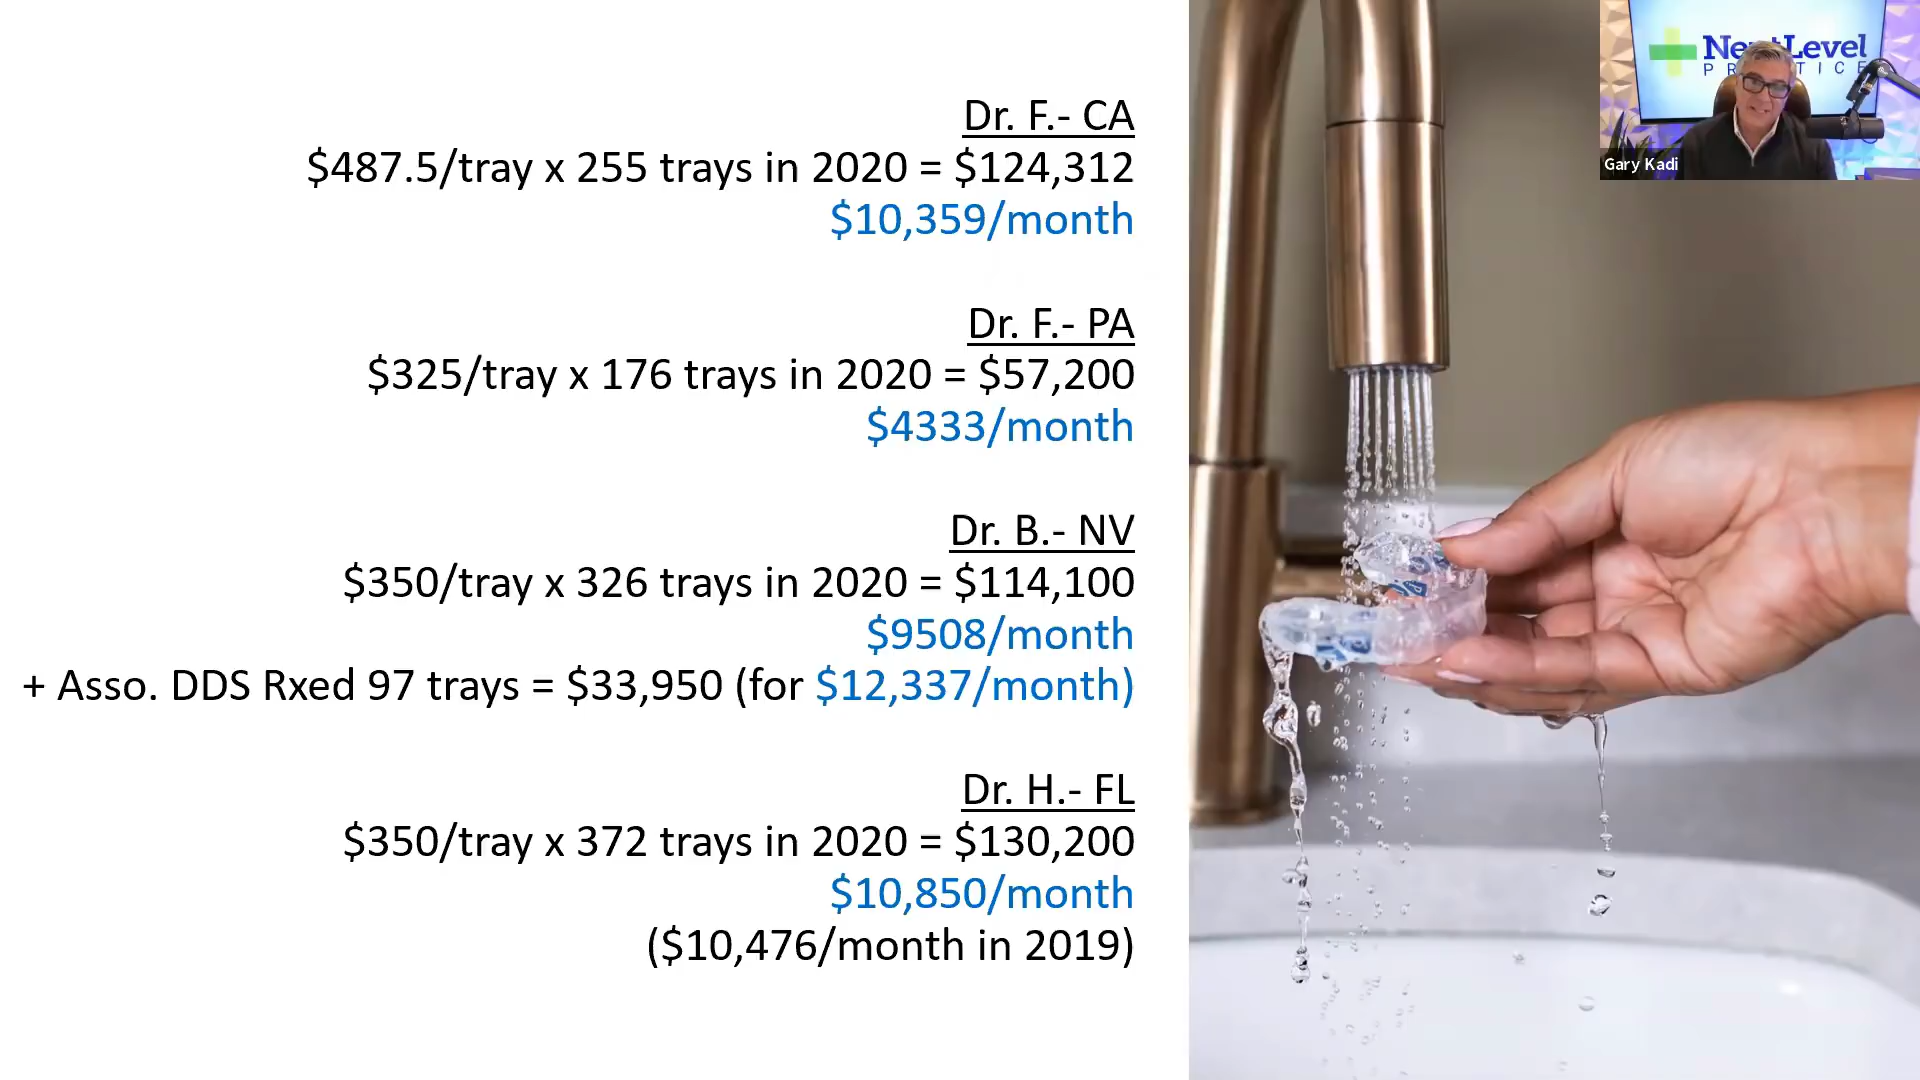 Dr. F.- CA
$487.5/tray x 255 trays in 2020 = $124,312
$10,359/month
Dr. F.- PA
$325/tray x 176 trays in 2020 = $57,200
$4333/month
Dr. B.- NV
$350/tray x 326 trays in 2020 = $114,100
$9508/month
+ Asso. DDS Rxed 97 trays = $33,950 (for $12,337/month)
Dr. H.- FL
$350/tray x 372 trays in 2020 = $130,200
$10,850/month
($10,476/month in 2019)
Level
Gary Kadi